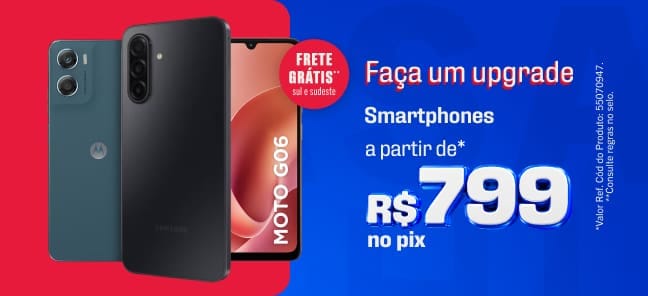 FRETE
GRÁTIS**
sul e sudeste
MOTO G06
SAMSUNG
Faça um upgrade
Smartphones
a partir de*
R$799
no pix
*Valor Ref. Cód do Produto: 55070947.
**Consulte regras no selo.